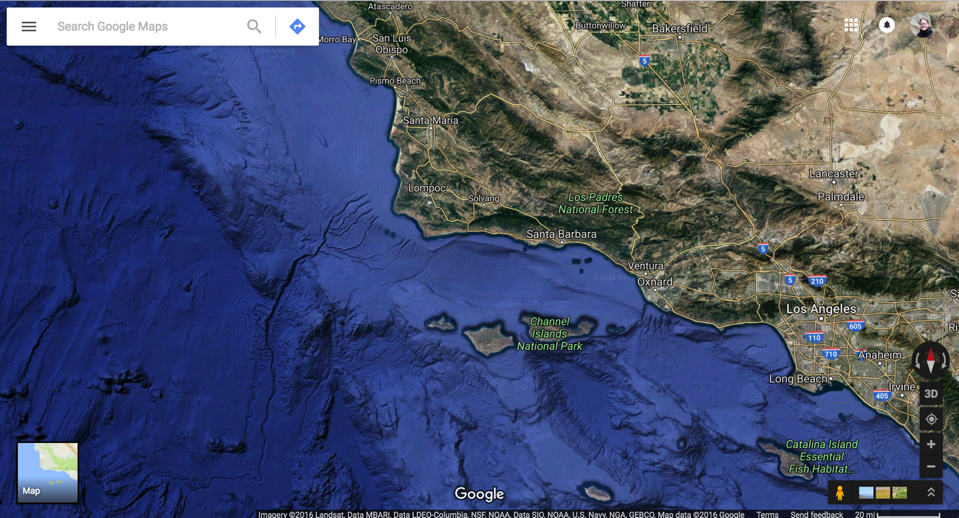 Search Google Maps
Atascadero
Shafter
Buttonwillow
Bakersfield
Morro Bay
San Luis
Obispo
5
Pismo Beach
Santa Maria
Lancaster
Palmdale
Lompoc
Solvang
Los Padres
National Forest
Santa Barbara
5
Ventura
Oxnard
5
210
Los Angeles
605
Channel
Islands
National Park
110
710
Anaheim
Long Beach
Irvine
405
3D
Catalina Island
Essential
Fish Habitat...
Map
Google
Imagery ©2016 Landsat, Data MBARI, Data LDEO-Columbia, NSF, NOAA, Data SIO, NOAA, U.S. Navy, NGA, GEBCO, Map data ©2016 Google Terms Send feedback 20 mi